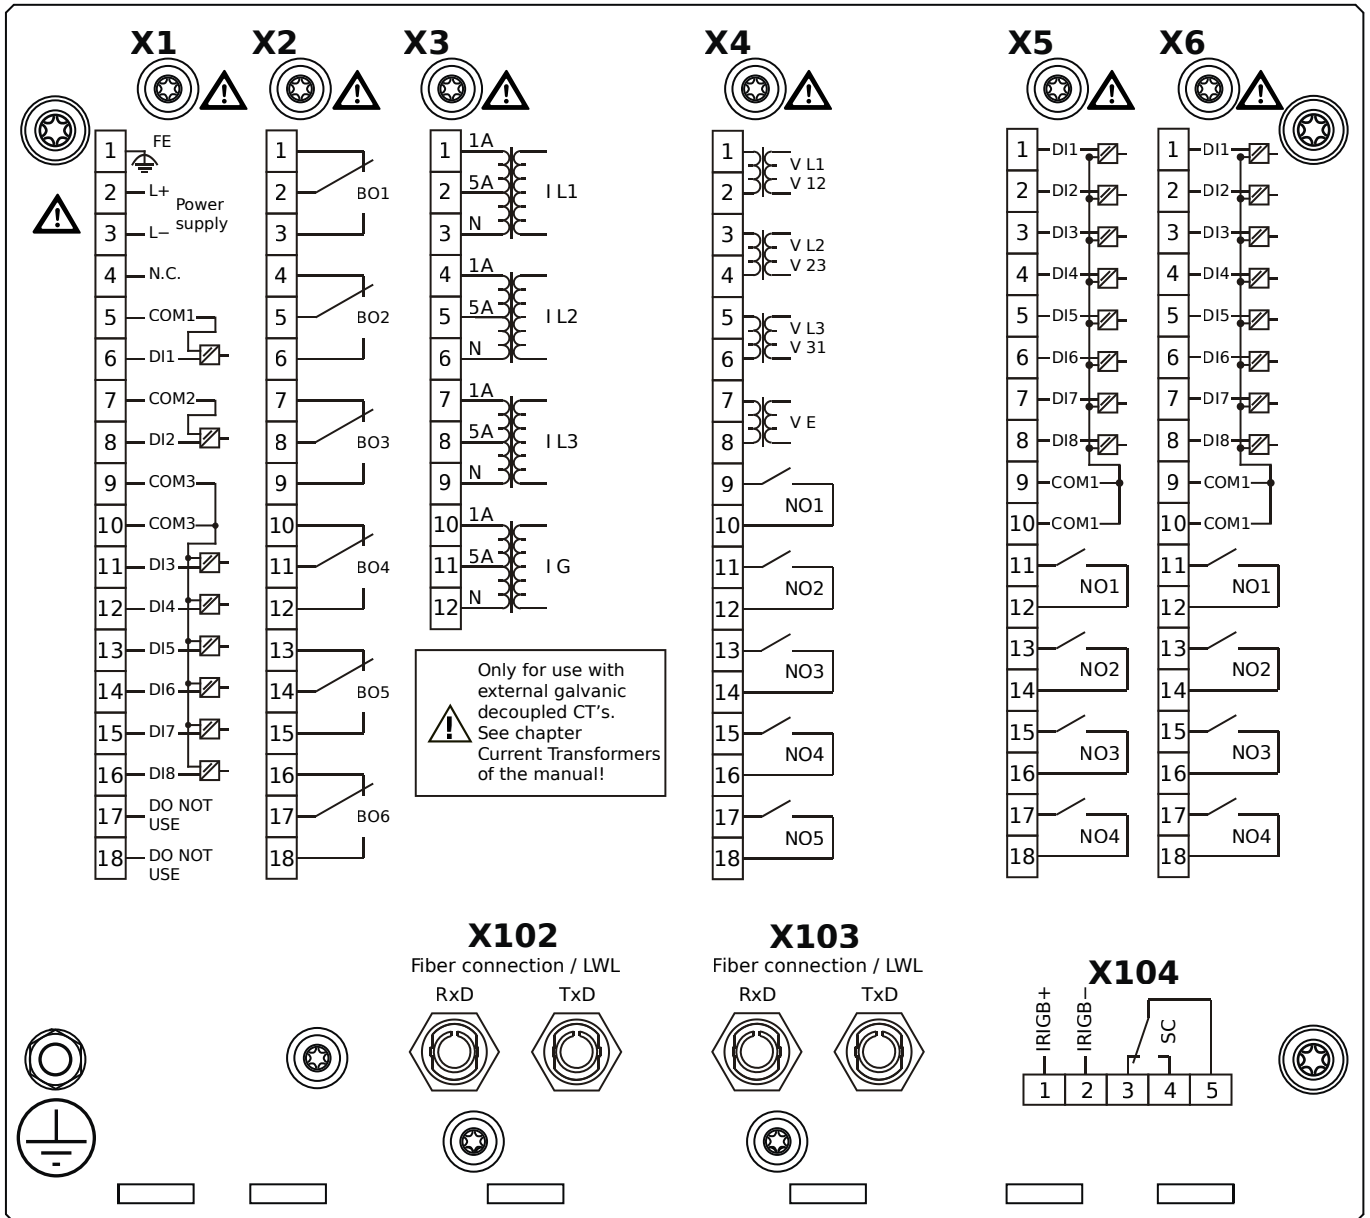 X1 X2 X3 X4 X5 X6
1 FE
2 L+
Power
supply
3 L−
4 N.C.
5 COM1
6 DI1
7 COM2
8 DI2
9 COM3
10 COM3
11 DI3
12 DI4
13 DI5
14 DI6
15 DI7
16 DI8
17 DO NOT
USE
18 DO NOT
USE
1
2 BO1
3
4
5 BO2
6
7
8 BO3
9
10
11 BO4
12
13
14 BO5
15
16
17 BO6
18
1 1A
2 5A I L1
3 N
4 1A
5 5A I L2
6 N
7 1A
8 5A I L3
9 N
10 1A
11 5A I G
12 N
Only for use with
external galvanic
decoupled CT's.
See chapter
Current Transformers
of the manual!
1 V L1
2 V 12
3 V L2
4 V 23
5 V L3
6 V 31
7
V E
8
9
NO1
10
11
NO2
12
13
NO3
14
15
NO4
16
17
NO5
18
1 DI1
2 DI2
3 DI3
4 DI4
5 DI5
6 DI6
7 DI7
8 DI8
9 COM1
10 COM1
11
NO1
12
13
NO2
14
15
NO3
16
17
NO4
18
1 DI1
2 DI2
3 DI3
4 DI4
5 DI5
6 DI6
7 DI7
8 DI8
9 COM1
10 COM1
11
NO1
12
13
NO2
14
15
NO3
16
17
NO4
18
X102
Fiber connection / LWL
RxD TxD
X103
Fiber connection / LWL
RxD TxD
X104
IRIGB+ IRIGB− SC
1 2 3 4 5